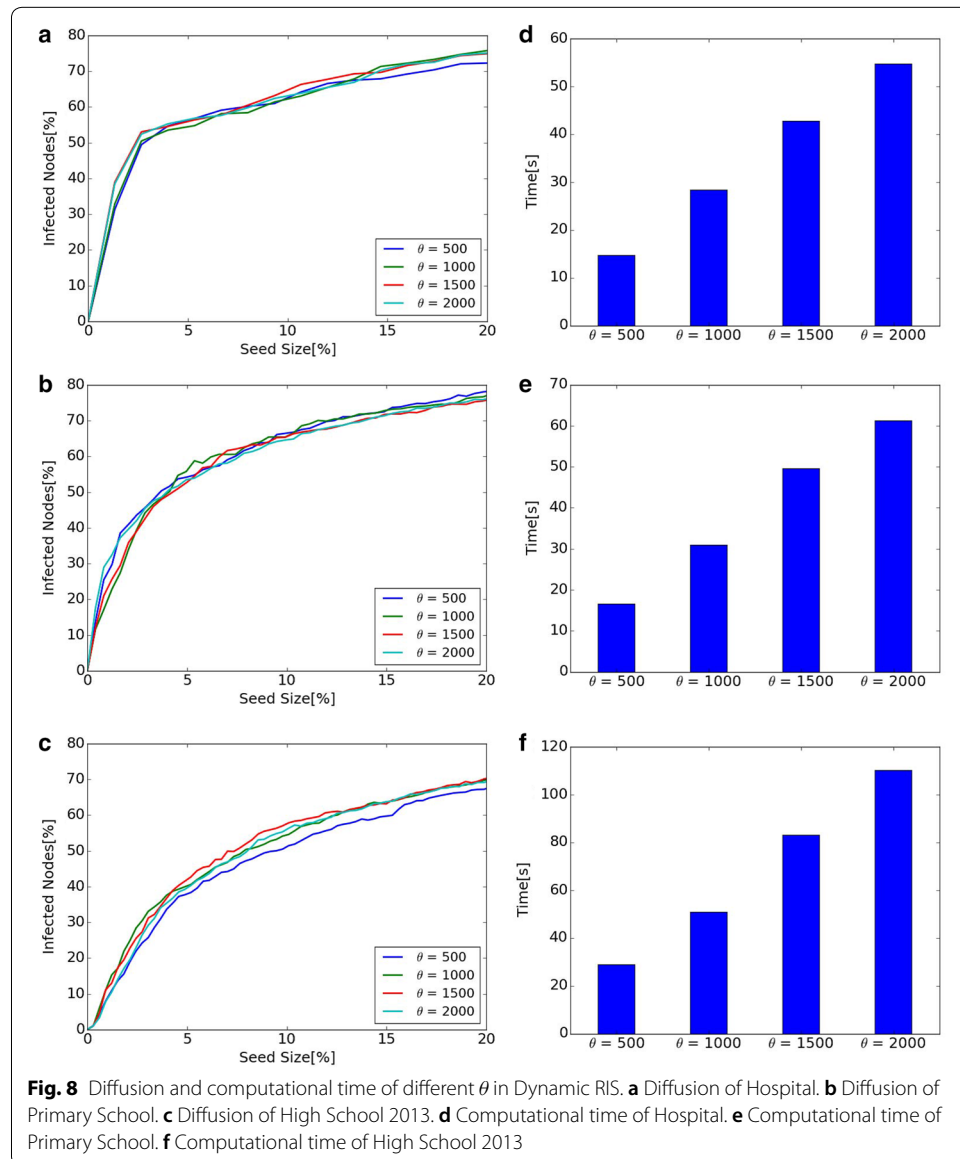 a
80
70
60
50
40
30
20
10
0
Infected Nodes[%]
0 5 10 15 20
Seed Size[%]
θ = 500
θ = 1000
θ = 1500
θ = 2000
d
60
50
40
30
20
10
0
Time[s]
θ = 500 θ = 1000 θ = 1500 θ = 2000
b
80
70
60
50
40
30
20
10
0
Infected Nodes[%]
0 5 10 15 20
Seed Size[%]
θ = 500
θ = 1000
θ = 1500
θ = 2000
e
70
60
50
40
30
20
10
0
Time[s]
θ = 500 θ = 1000 θ = 1500 θ = 2000
c
80
70
60
50
40
30
20
10
0
Infected Nodes[%]
0 5 10 15 20
Seed Size[%]
θ = 500
θ = 1000
θ = 1500
θ = 2000
f
120
100
80
60
40
20
0
Time[s]
θ = 500 θ = 1000 θ = 1500 θ = 2000
Fig. 8 Diffusion and computational time of different θ in Dynamic RIS. a Diffusion of Hospital. b Diffusion of
Primary School. c Diffusion of High School 2013. d Computational time of Hospital. e Computational time of
Primary School. f Computational time of High School 2013